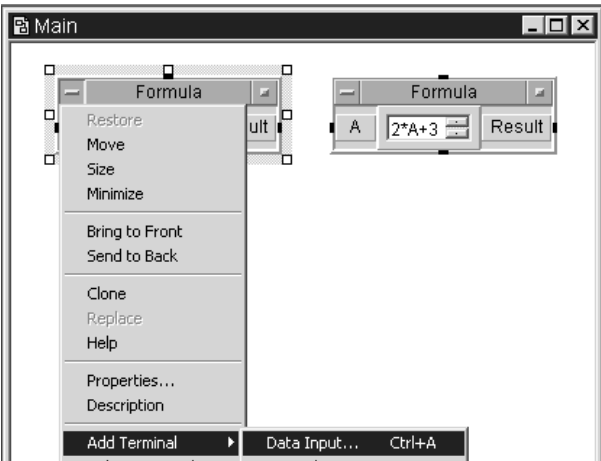 Main
Formula
Formula
Restore
ult
A
2*A+3
Result
Move
Size
Minimize
Bring to Front
Send to Back
Clone
Replace
Help
Properties...
Description
Add Terminal
Data Input... Ctrl+A